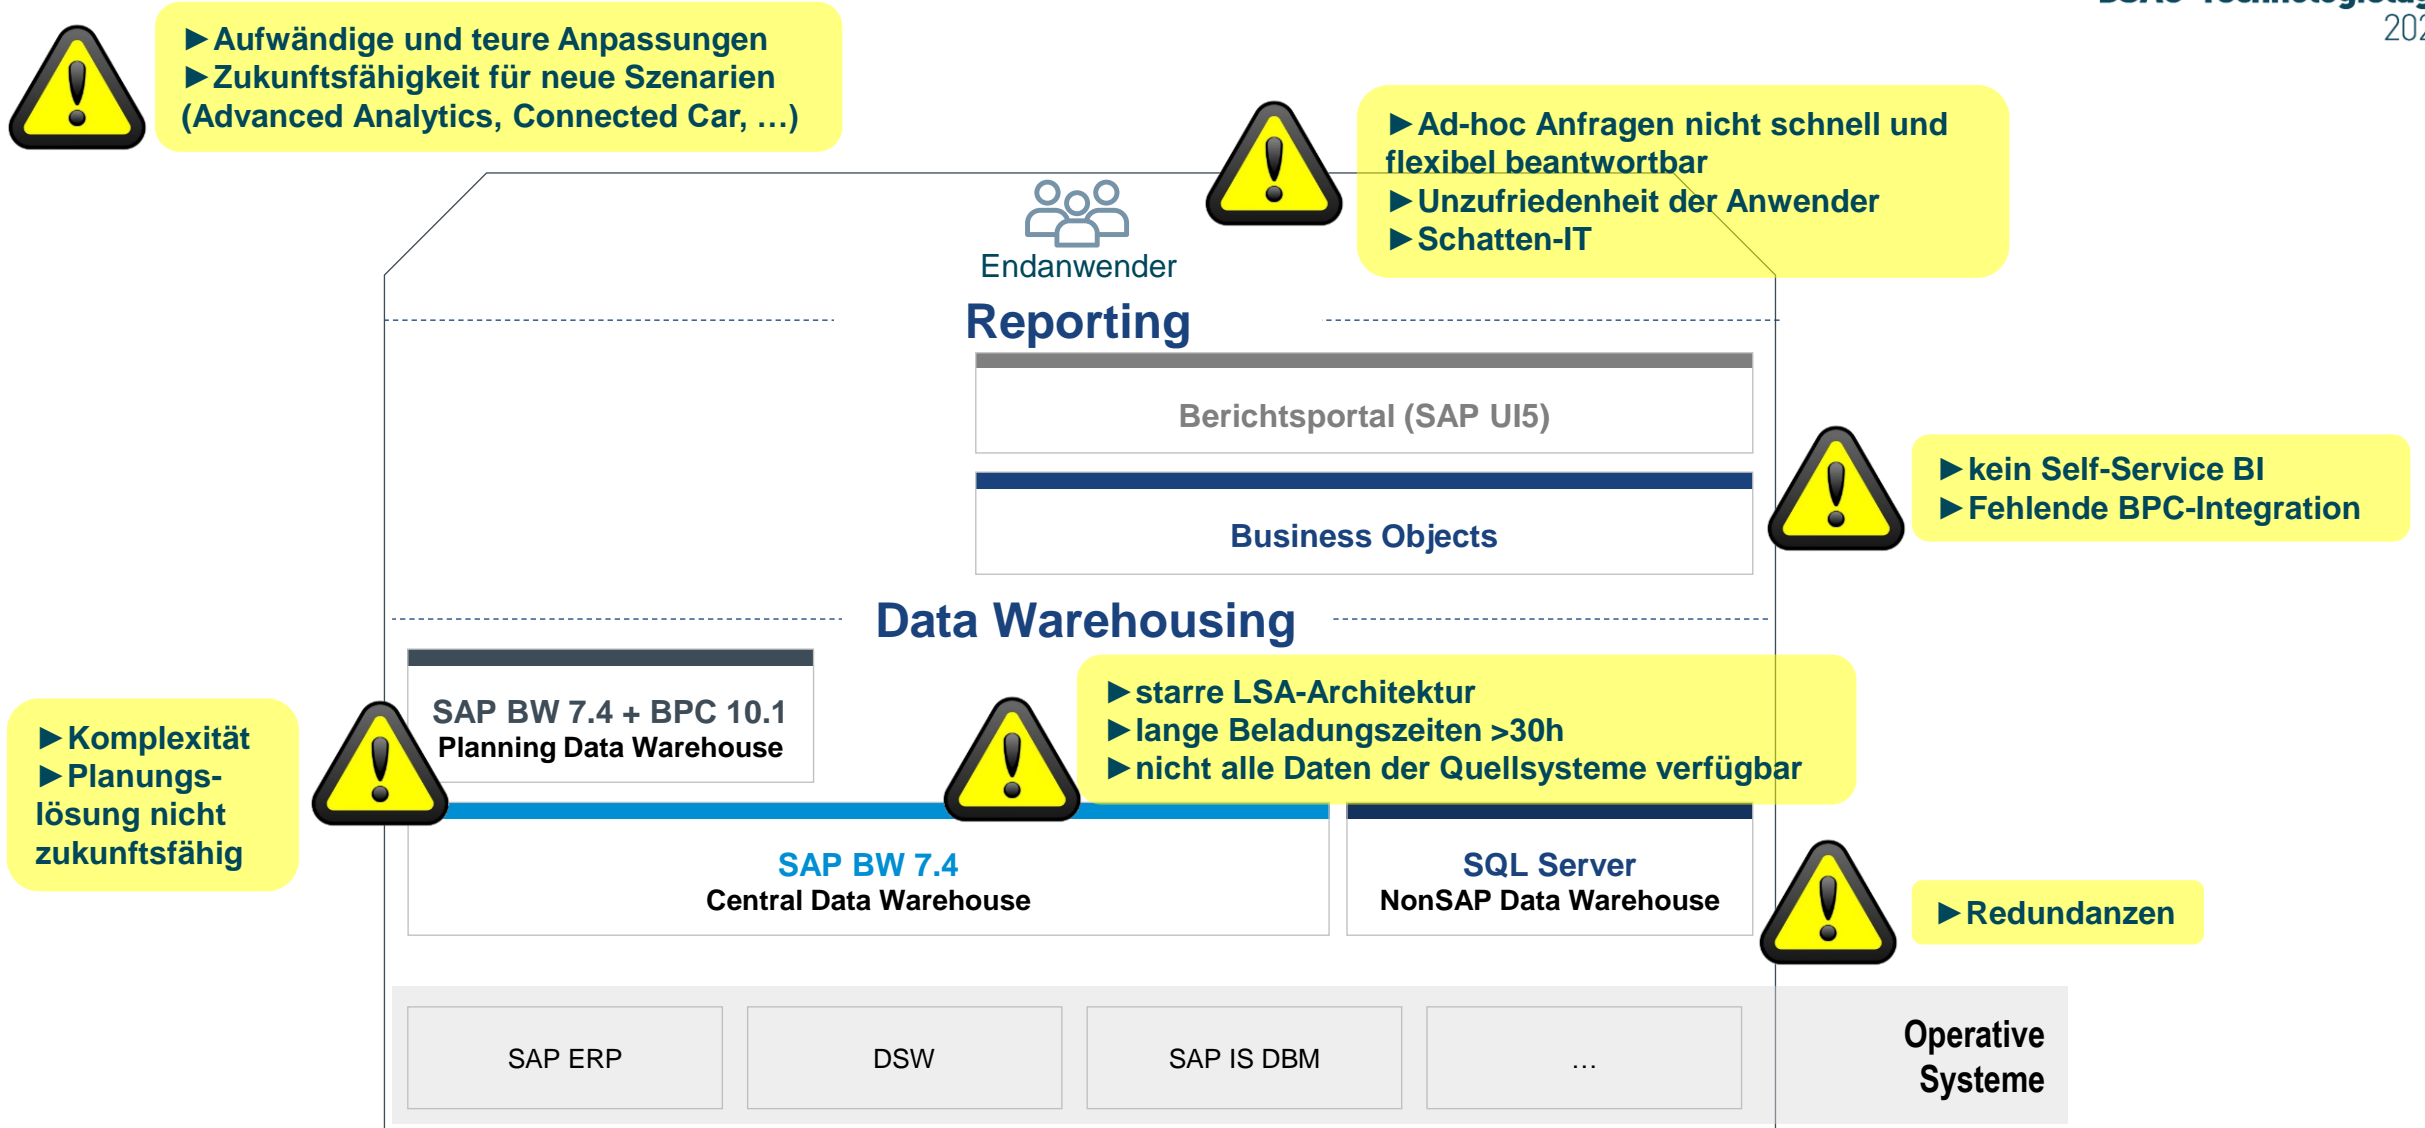 ►Aufwändige und teure Anpassungen
►Zukunftsfähigkeit für neue Szenarien
(Advanced Analytics, Connected Car, …)
►Ad-hoc Anfragen nicht schnell und
flexibel beantwortbar
►Unzufriedenheit der Anwender
►Schatten-IT
Endanwender
Reporting
Berichtsportal (SAP UI5)
Business Objects
►kein Self-Service BI
►Fehlende BPC-Integration
Data Warehousing
SAP BW 7.4 + BPC 10.1
Planning Data Warehouse
►Komplexität
►Planungs-
lösung nicht
zukunftsfähig
►starre LSA-Architektur
►lange Beladungszeiten >30h
►nicht alle Daten der Quellsysteme verfügbar
SAP BW 7.4
Central Data Warehouse
SQL Server
NonSAP Data Warehouse
►Redundanzen
SAP ERP
DSW
SAP IS DBM
…
Operative
Systeme